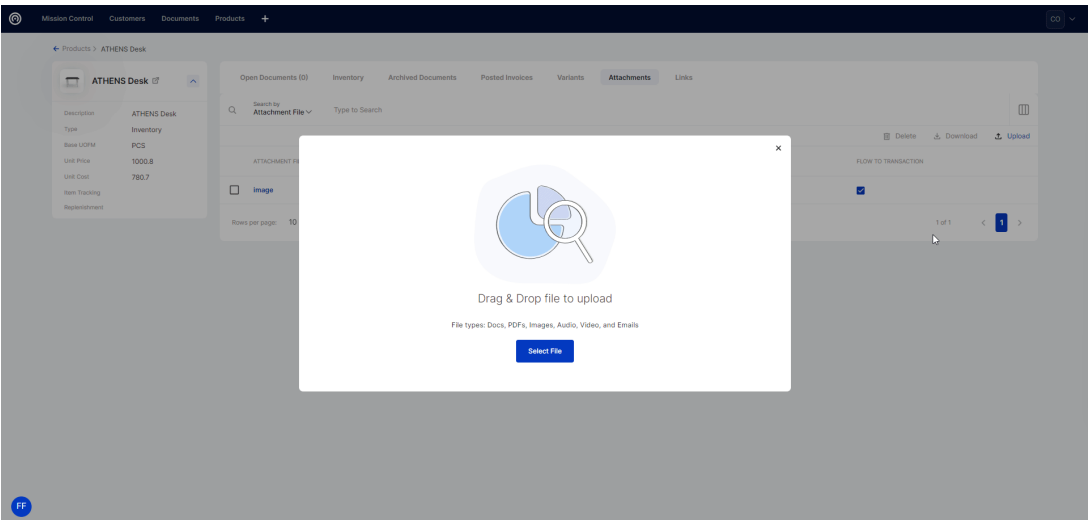 Mission Control Customers Documents Products + CO
← Products > ATHENS Desk
ATHENS Desk
Description ATHENS Desk
Type Inventory
Base UOFM PCS
Unit Price 1000.8
Unit Cost 780.7
Item Tracking
Replenishment
Open Documents (0) Inventory Archived Documents Posted Invoices Variants Attachments Links
Search by
Attachment File Type to Search
Delete Download Upload
ATTACHMENT FLOW TO TRANSACTION
image
Rows per page: 10 1 of 1 < 1 >
×
Drag & Drop file to upload
File types: Docs, PDFs, Images, Audio, Video, and Emails
Select File
FF